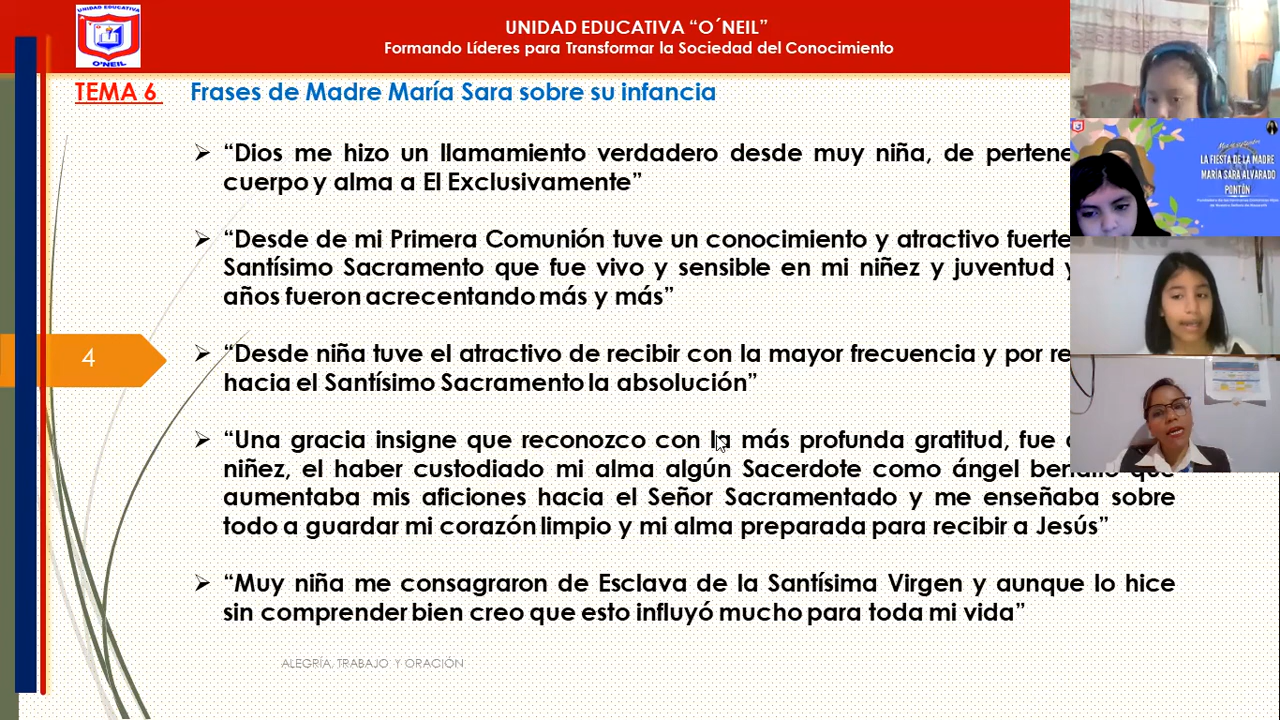 UNIDAD EDUCATIVA
O'NEIL
UNIDAD EDUCATIVA “O´NEIL”
Formando Líderes para Transformar la Sociedad del Conocimiento
TEMA 6 Frases de Madre María Sara sobre su infancia
“Dios me hizo un llamamiento verdadero desde muy niña, de
cuerpo y alma a El Exclusivamente”
“Desde de mi Primera Comunión tuve un conocimiento y atractivo fuerte
Santísimo Sacramento que fue vivo y sensible en mi niñez y juventud
años fueron acrecentando más y más”
“Desde niña tuve el atractivo de recibir con la mayor frecuencia y por
hacia el Santísimo Sacramento la absolución”
“Una gracia insigne que reconozco con la más profunda gratitud, fue
niñez, el haber custodiado mi alma algún Sacerdote como ángel que
aumentaba mis aficiones hacia el Señor Sacramentado y me enseñaba sobre
todo a guardar mi corazón limpio y mi alma preparada para recibir a Jesús”
“Muy niña me consagraron de Esclava de la Santísima Virgen y aunque lo hice
sin comprender bien creo que esto influyó mucho para toda mi vida”
4
ALEGRÍA, TRABAJO Y ORACIÓN
LA FIESTA DE LA MADRE
MARÍA SARA ALVARADO
PONTÓN